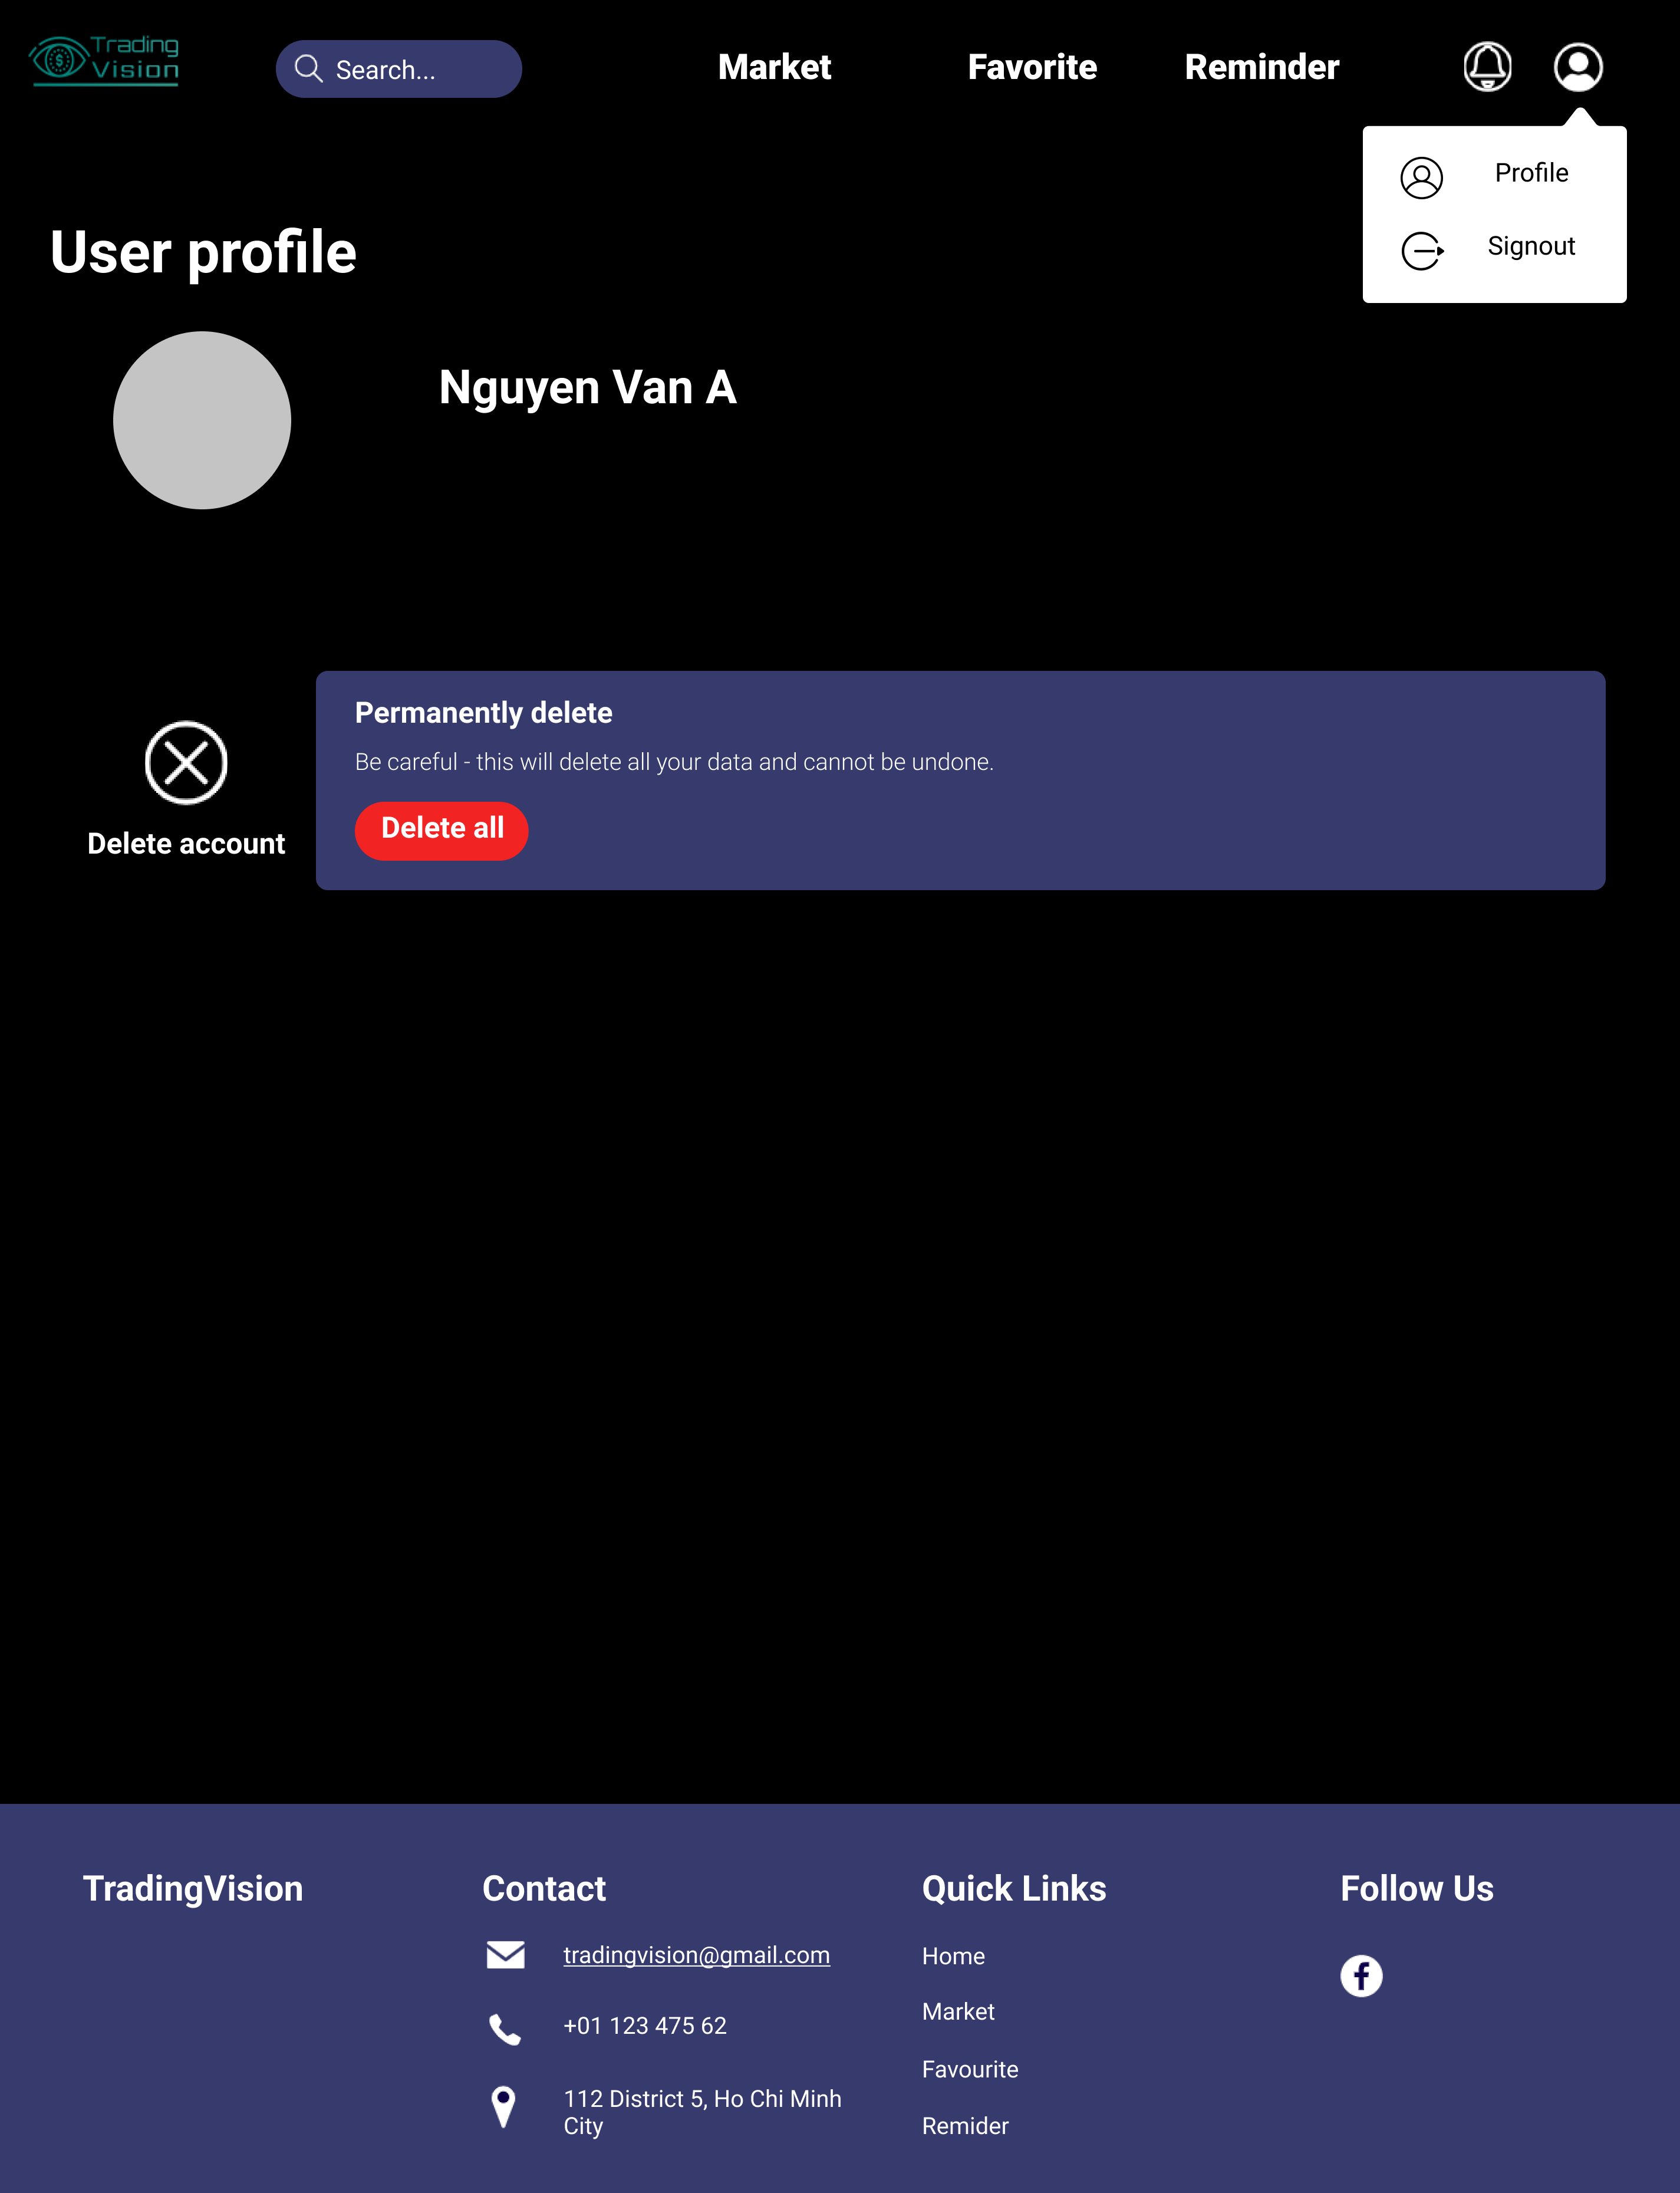 Trading
Vision
Search...
Market
Favorite
Reminder
Profile
Signout
User profile
Nguyen Van A
Permanently delete
Be careful - this will delete all your data and cannot be undone.
Delete all
Delete account
TradingVision
Contact
tradingvision@gmail.com
+01 123 475 62
112 District 5, Ho Chi Minh
City
Quick Links
Home
Market
Favourite
Remider
Follow Us